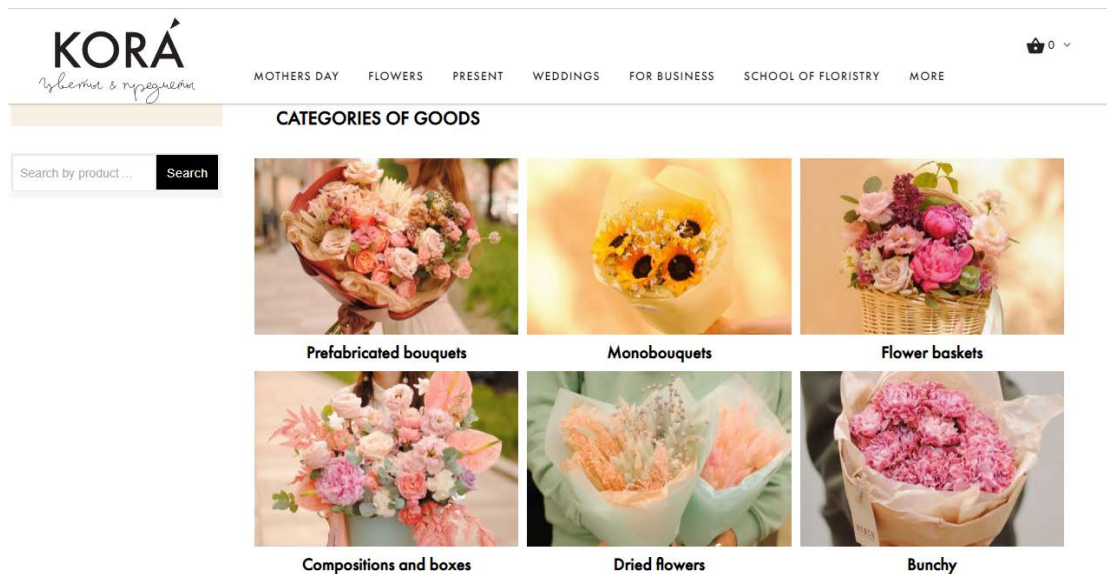 KORÁ
цветы & предметы
0
MOTHERS DAY FLOWERS PRESENT WEDDINGS FOR BUSINESS SCHOOL OF FLORISTRY MORE
CATEGORIES OF GOODS
Search by product ... Search
Prefabricated bouquets Monobouquets Flower baskets
Compositions and boxes Dried flowers Bunchy